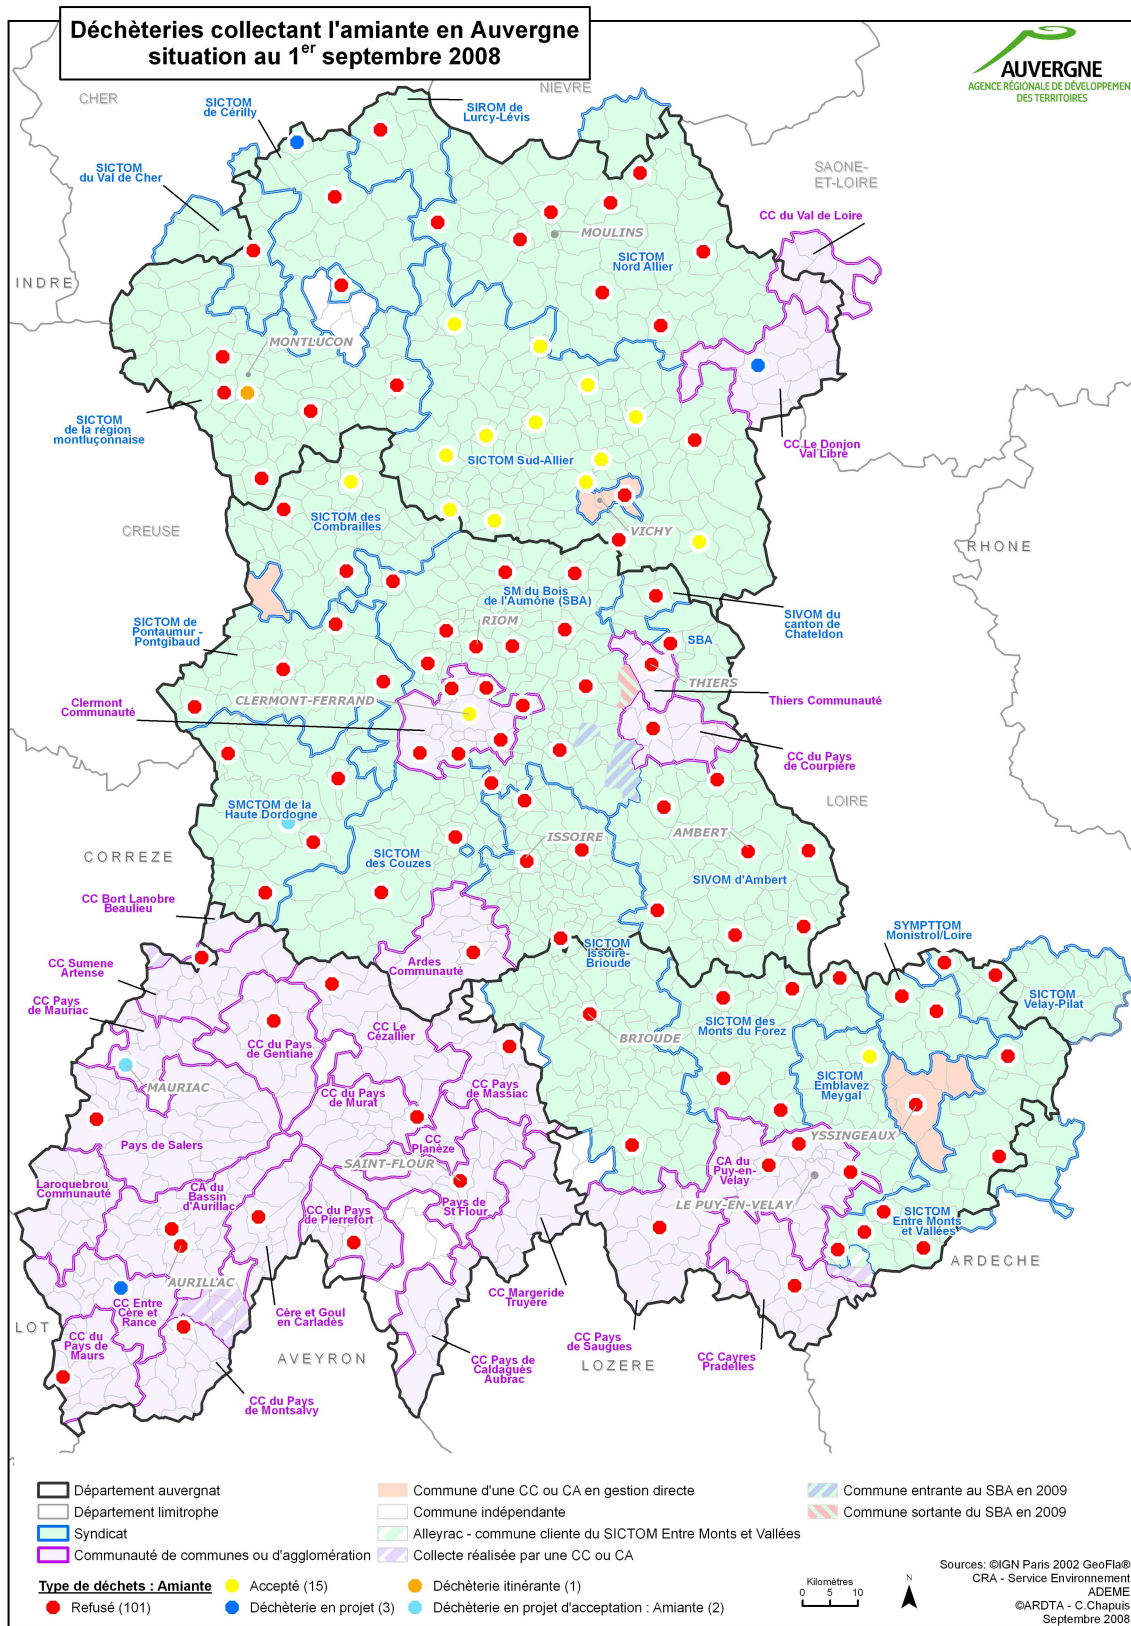 Déchèteries collectant l'amiante en Auvergne
situation au 1er septembre 2008
AUVERGNE
AGENCE RÉGIONALE DE DÉVELOPPEMEN
DES TERRITOIRES
CHER
SICTOM
de Cérilly
SIROM de
Lurcy-Lévis
NIEVRE
SICTOM
du Val de Cher
SAONE-
ET-LOIRE
CC du Val de Loire
MOULINS
SICTOM
Nord Allier
INDRE
MONTLUCON
SICTOM
de la région
montluçonnaise
CC Le Donjon
Val Libre
SICTOM Sud-Allier
SICTOM des
Combrailles
CREUSE
VICHY
RHONE
SM du Bois
de l'Aumône (SBA)
SIVOM du
canton de
Chateldon
SICTOM de
Pontaumur -
Pontgibaud
RIOM
SBA
THIERS
Thiers Communauté
Clermont
Communauté
CLERMONT-FERRAND
CC du Pays
de Courpière
LOIRE
SMCTOM de la
Haute Dordogne
ISSOIRE
AMBERT
CORREZE
SICTOM
des Couzes
SIVOM d'Ambert
CC Bort Lanobre
Beaulieu
SYMPTTOM
Monistrol/Loire
CC Sumene
Artense
Ardes
Communauté
SICTOM
Issoire-
Brioude
SICTOM
Velay-Pilat
CC Pays
de Mauriac
CC Le
Cézallier
CC du Pays
de Gentiane
SICTOM des
Monts du Forez
BRIOUDE
MAURIAC
CC du Pays
de Murat
CC Pays
de Massiac
SICTOM
Emblavez
Meygal
Pays de Salers
CC
Planèze
SAINT-FLOUR
YSSINGEAUX
CA du
Puy-en-
Velay
LE PUY-EN-VELAY
Laroquebrou
Communauté
CA du
Bassin
d'Aurillac
CC du Pays
de Pierrefort
Pays de
St Flour
SICTOM
Entre Monts
et Vallées
ARDECHE
AURILLAC
CC Entre
Cère et
Rance
Cère et Goul
en Carladès
CC Margeride
Truyère
LOT
CC du
Pays de
Maurs
AVEYRON
CC Pays de
Caldaguès
Aubrac
CC Pays
de Saugues
LOZERE
CC Cayres
Pradelles
CC du Pays
de Montsalvy
Département auvergnat
Commune d'une CC ou CA en gestion directe
Commune entrante au SBA en 2009
Département limitrophe
Commune indépendante
Commune sortante du SBA en 2009
Syndicat
Alleyrac - commune cliente du SICTOM Entre Monts et Vallées
Communauté de communes ou d'agglomération
Collecte réalisée par une CC ou CA
Type de déchets : Amiante
Accepté (15)
Déchèterie itinérante (1)
Refusé (101)
Déchèterie en projet (3)
Déchèterie en projet d'acceptation : Amiante (2)
Kilomètres
0 5 10
N
Sources: ©IGN Paris 2002 GeoFla®
CRA - Service Environnement
ADEME
©ARDTA - C.Chapuis
Septembre 2008